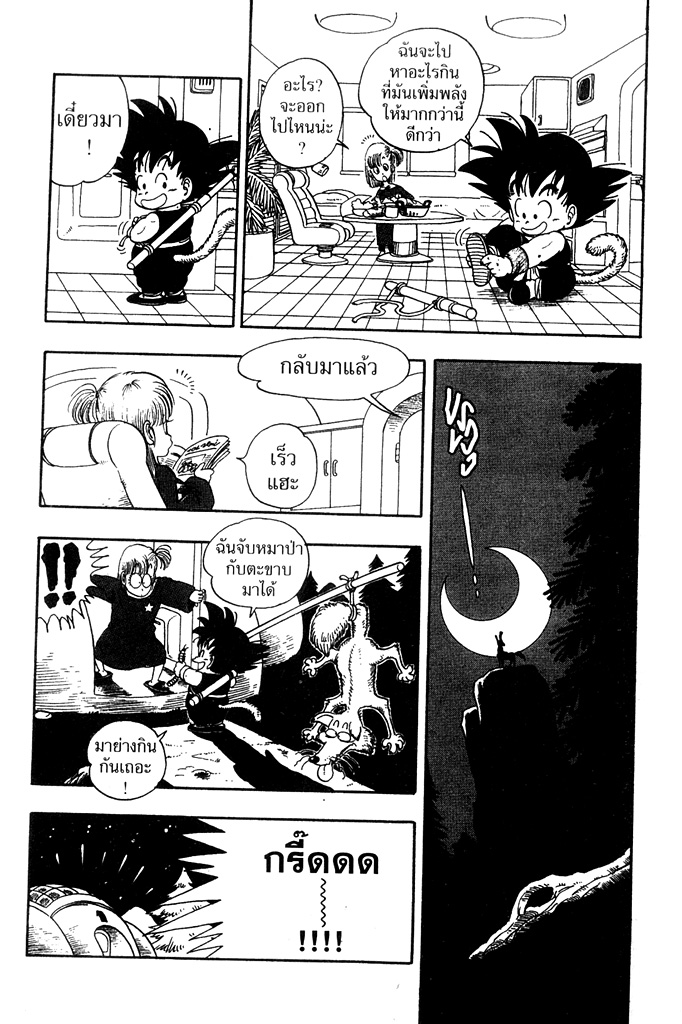 ฉันจะไป
หาอะไรกิน
ที่มันเพิ่มพลัง
ให้มากกว่านี้
ดีกว่า
อะไร?
จะออก
ไปไหนน่ะ
?
เดี๋ยวมา
!
บรู๊ววว
!
กลับมาแล้ว
เร็ว
แฮะ
ฉันจับหมาป่า
กับตะขาบ
มาได้
!!
มาย่างกิน
กันเถอะ
!
กรี๊ดดด
!!!!